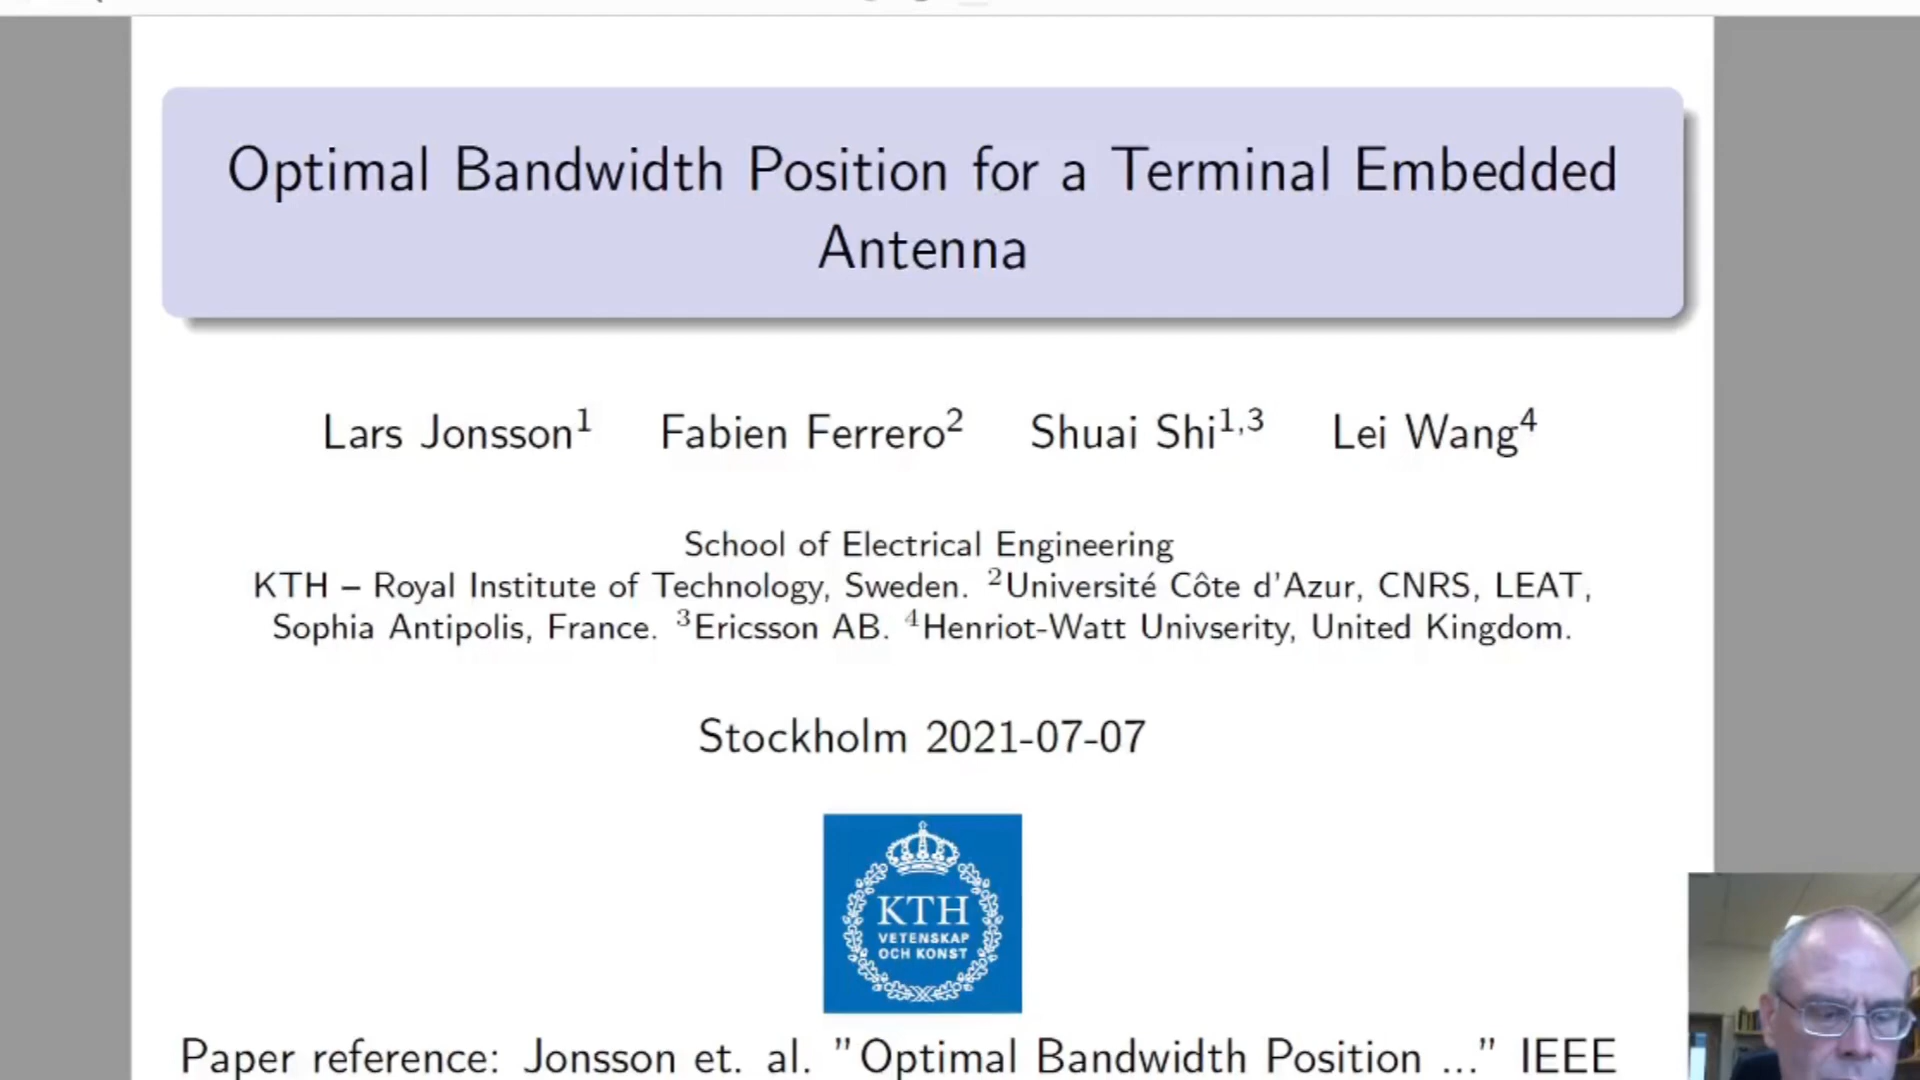 Optimal Bandwidth Position for a Terminal Embedded
Antenna
Lars Jonsson¹ Fabien Ferrero² Shuai Shi¹,³ Lei Wang⁴
School of Electrical Engineering
KTH – Royal Institute of Technology, Sweden. ²Université Côte d'Azur, CNRS, LEAT,
Sophia Antipolis, France. ³Ericsson AB. ⁴Henriot-Watt Univserity, United Kingdom.
Stockholm 2021-07-07
KTH
VETENSKAP
OCH KONST
Paper reference: Jonsson et. al. "Optimal Bandwidth Position ..." IEEE